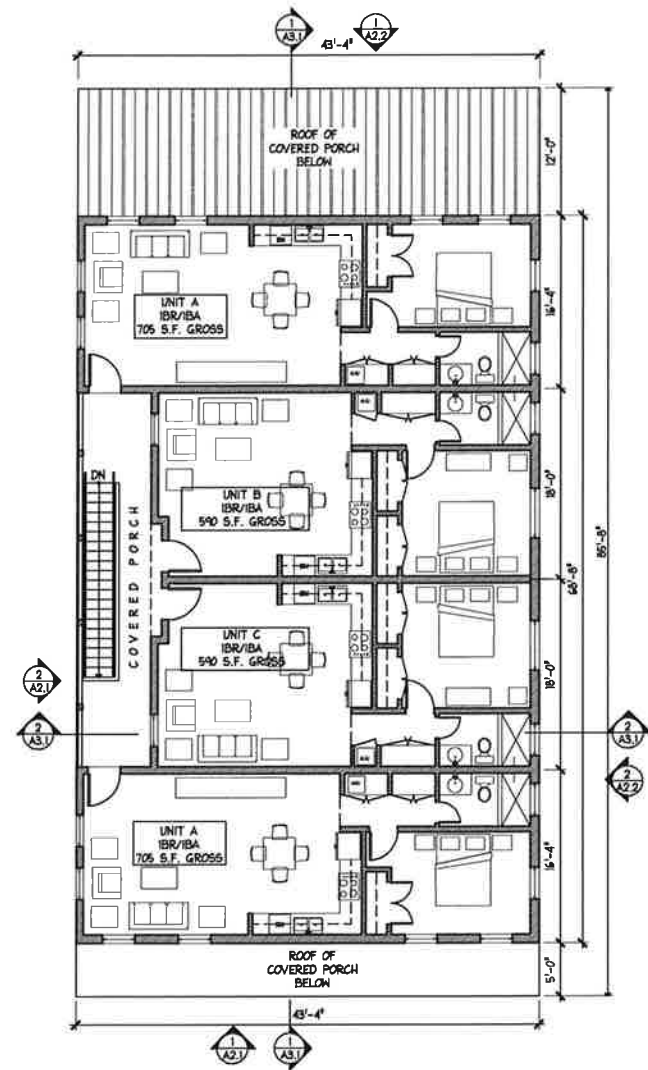 1
A3.1
1
A2.2
43'-4"
ROOF OF
COVERED PORCH
BELOW
12'-0"
UNIT A
1BR/1BA
705 S.F. GROSS
16'-4"
UNIT B
1BR/1BA
590 S.F. GROSS
18'-0"
DN
COVERED PORCH
68'-8"
85'-8"
UNIT C
1BR/1BA
590 S.F. GROSS
18'-0"
2
A2.1
2
A3.1
2
A3.1
2
A2.2
UNIT A
1BR/1BA
705 S.F. GROSS
16'-4"
ROOF OF
COVERED PORCH
BELOW
5'-0"
43'-4"
1
A2.1
1
A3.1